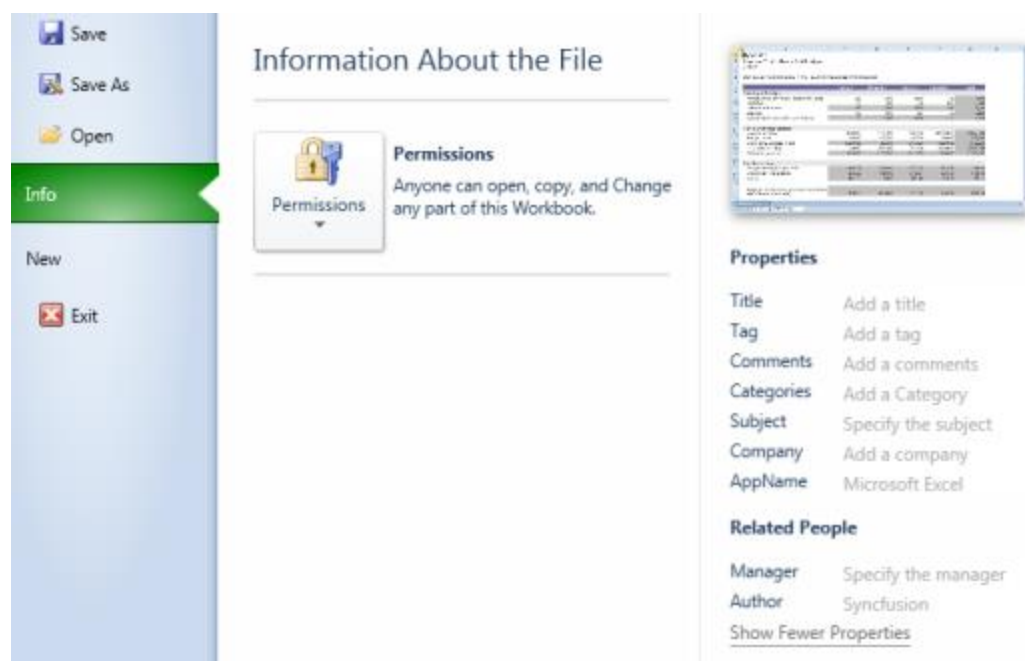 Save
Save As
Open
Info
New
Exit
Information About the File
Permissions
Permissions
Anyone can open, copy, and Change
any part of this Workbook.
Properties
Title Add a title
Tag Add a tag
Comments Add a comments
Categories Add a Category
Subject Specify the subject
Company Add a company
AppName Microsoft Excel
Related People
Manager Specify the manager
Author Syncfusion
Show Fewer Properties